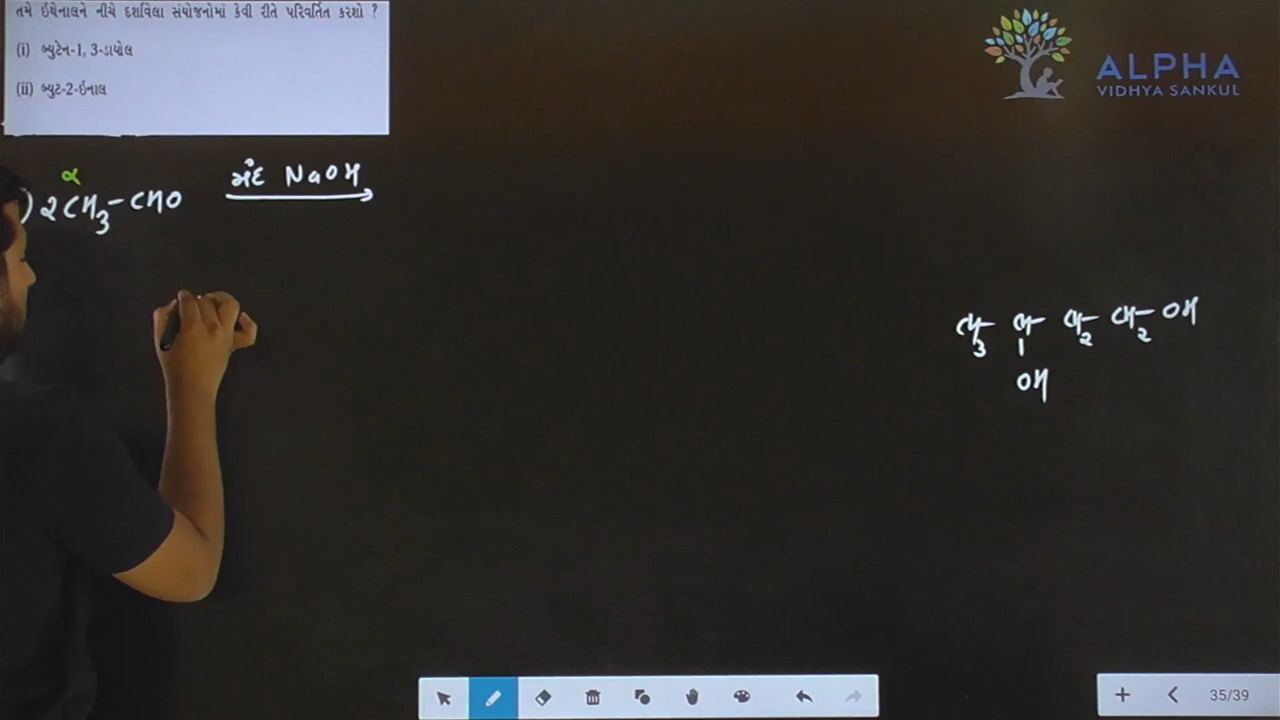 તમે ઇથેનાલને નીચે દર્શાવેલા સંયોજનોમાં કેવી રીતે પરિવર્તિત કરશો ?
(i) બ્યુટેન-1, 3-ડાયોલ
(ii) બ્યુટ-2-ઇનાલ
ALPHA
VIDHYA SANKUL
α
) 2CH3-CHO મંદ NaOH
CH3- CH- CH2- CH2-OH
OH
35/39